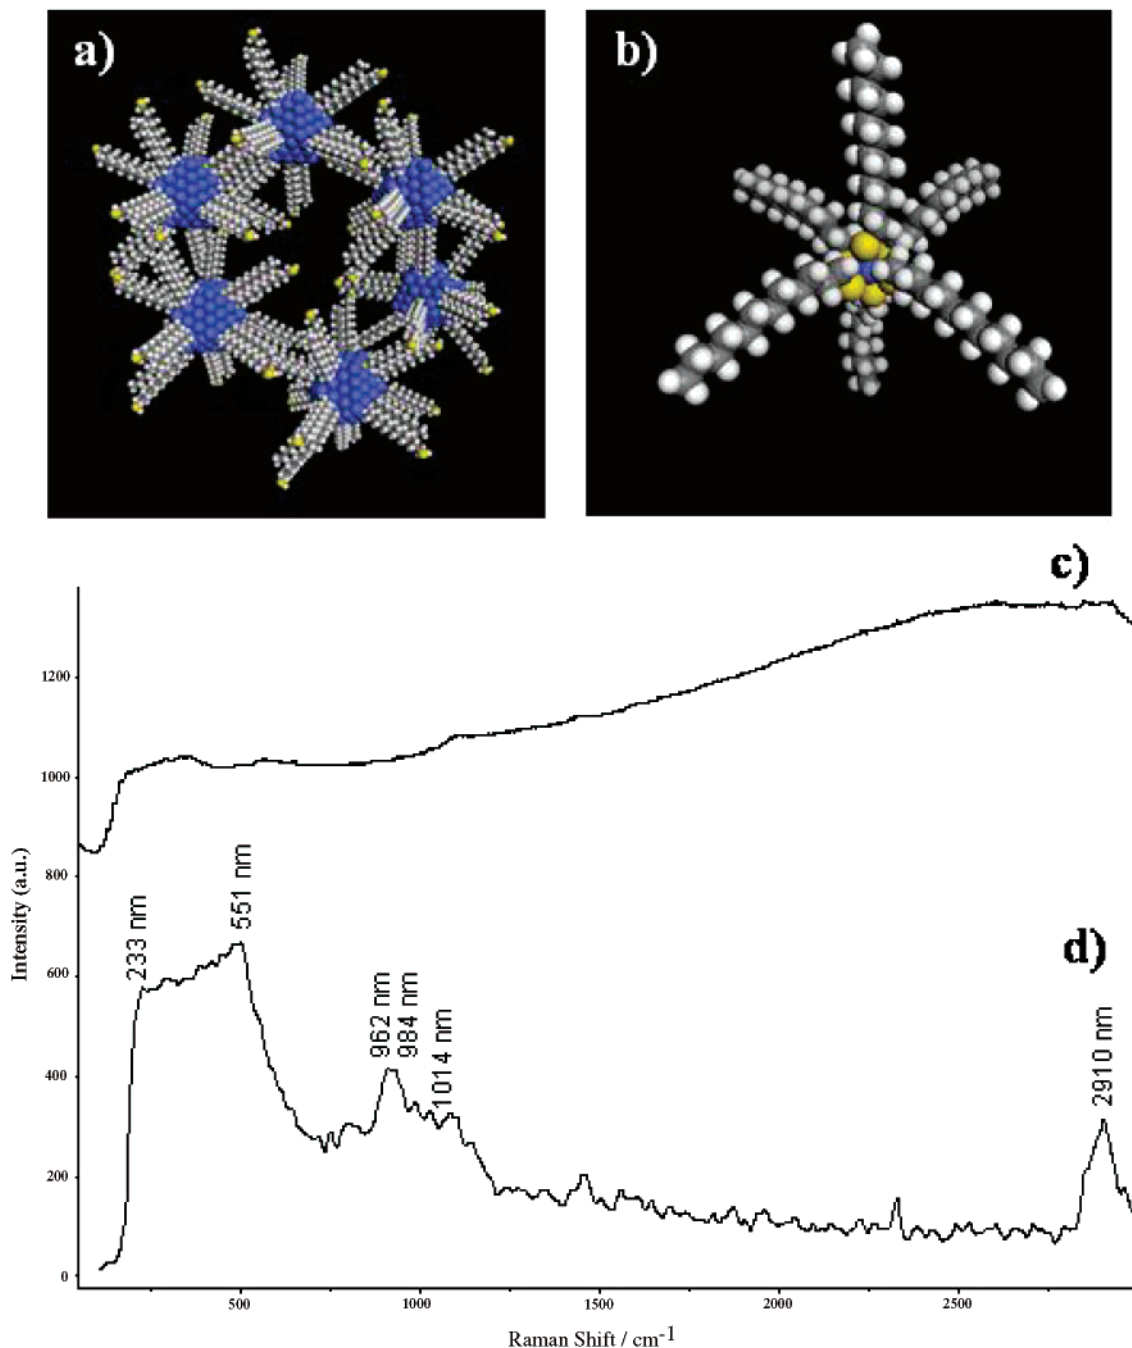 a)
b)
c)
1200
1000
800
600
400
200
0
Intensity (a.u.)
233 nm
551 nm
962 nm
984 nm
1014 nm
d)
2910 nm
500
1000
1500
2000
2500
Raman Shift / cm-1